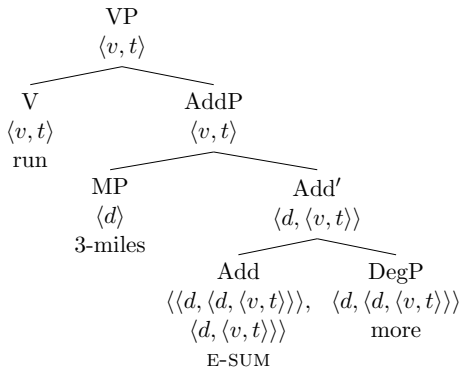 VP
⟨v, t⟩
V AddP
⟨v, t⟩ ⟨v, t⟩
run
MP Add′
⟨d⟩ ⟨d, ⟨v, t⟩⟩
3-miles
Add DegP
⟨⟨d, ⟨d, ⟨v, t⟩⟩⟩, ⟨d, ⟨d, ⟨v, t⟩⟩⟩
⟨d, ⟨v, t⟩⟩⟩ more
E-SUM